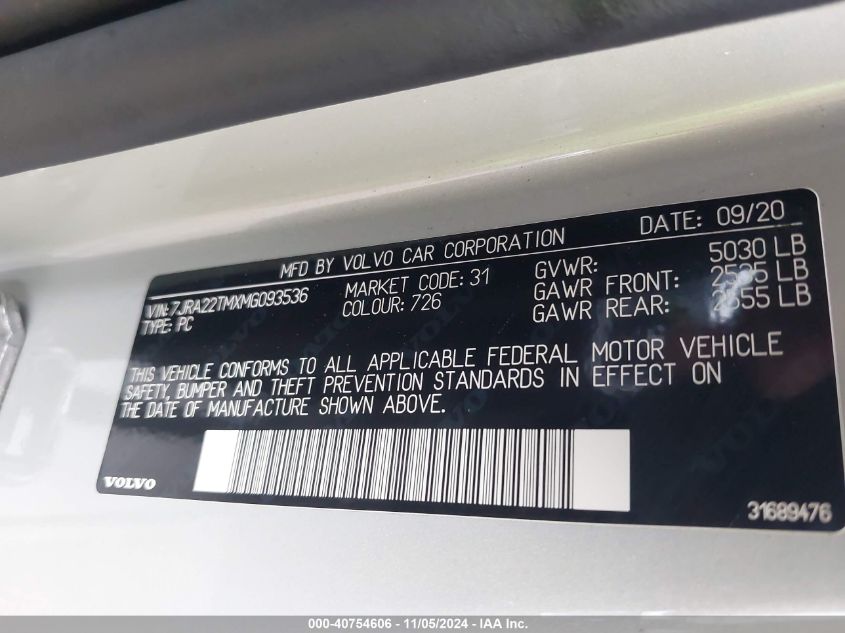 MFD BY VOLVO CAR CORPORATION DATE: 09/20
VIN: 7JRA22TMXMG093536 MARKET CODE: 31 GVWR: 5030 LB
TYPE: PC COLOUR: 726 GAWR FRONT: LB
GAWR REAR: LB
THIS VEHICLE CONFORMS TO ALL APPLICABLE FEDERAL MOTOR VEHICLE
SAFETY, BUMPER AND THEFT PREVENTION STANDARDS IN EFFECT ON
THE DATE OF MANUFACTURE SHOWN ABOVE.
VOLVO
31689476
000-40754606 - 11/05/2024 - IAA Inc.